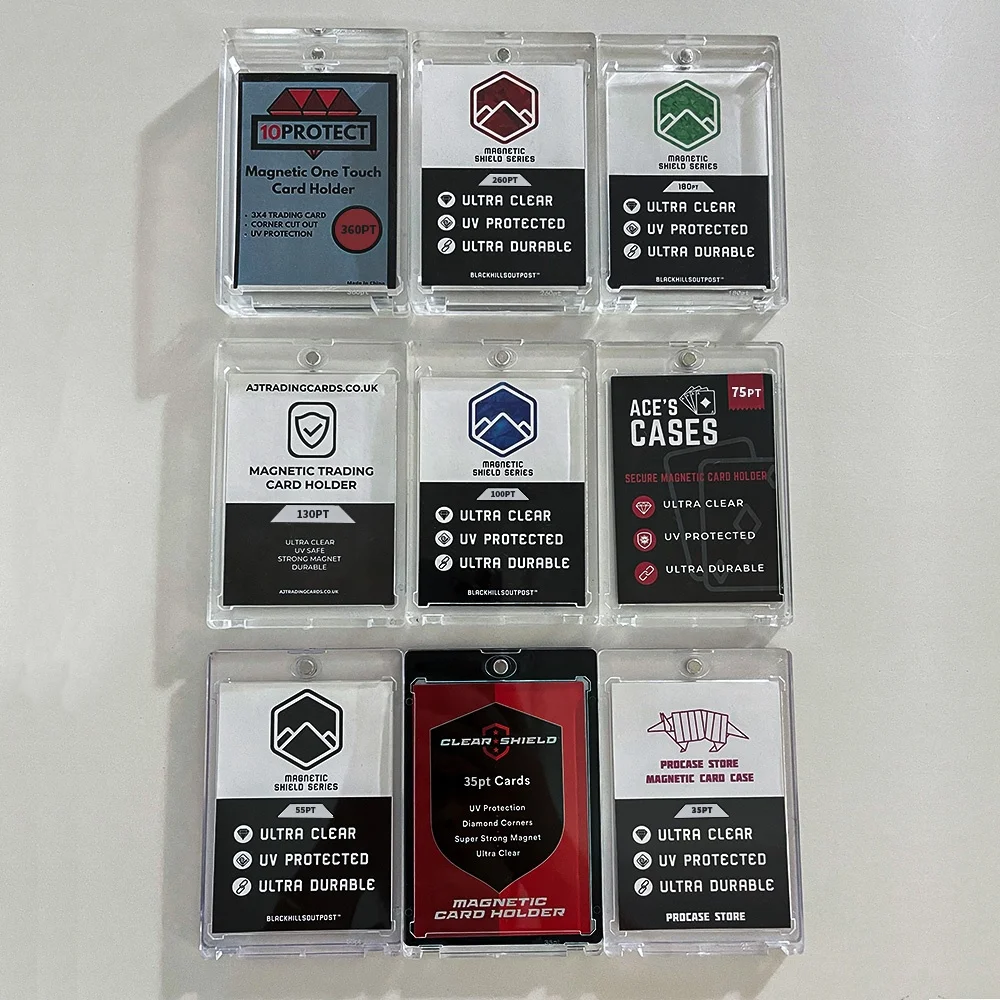 10PROTECT
Magnetic One Touch
Card Holder
3X4 TRADING CARD
CORNER CUT OUT
UV PROTECTION
360PT
Made in China
MAGNETIC
SHIELD SERIES
260PT
ULTRA CLEAR
UV PROTECTED
ULTRA DURABLE
BLACKHILLSOUTPOST™
MAGNETIC
SHIELD SERIES
180PT
ULTRA CLEAR
UV PROTECTED
ULTRA DURABLE
BLACKHILLSOUTPOST™
180pt
AJTRADINGCARDS.CO.UK
MAGNETIC TRADING
CARD HOLDER
130PT
ULTRA CLEAR
UV SAFE
STRONG MAGNET
DURABLE
AJTRADINGCARDS.CO.UK
MAGNETIC
SHIELD SERIES
100PT
ULTRA CLEAR
UV PROTECTED
ULTRA DURABLE
BLACKHILLSOUTPOST™
75PT
ACE'S
CASES
SECURE MAGNETIC CARD HOLDER
ULTRA CLEAR
UV PROTECTED
ULTRA DURABLE
MAGNETIC
SHIELD SERIES
55PT
ULTRA CLEAR
UV PROTECTED
ULTRA DURABLE
BLACKHILLSOUTPOST™
CLEAR SHIELD
35pt Cards
UV Protection
Diamond Corners
Super Strong Magnet
Ultra Clear
MAGNETIC
CARD HOLDER
PROCASE STORE
MAGNETIC CARD CASE
35PT
ULTRA CLEAR
UV PROTECTED
ULTRA DURABLE
PROCASE STORE